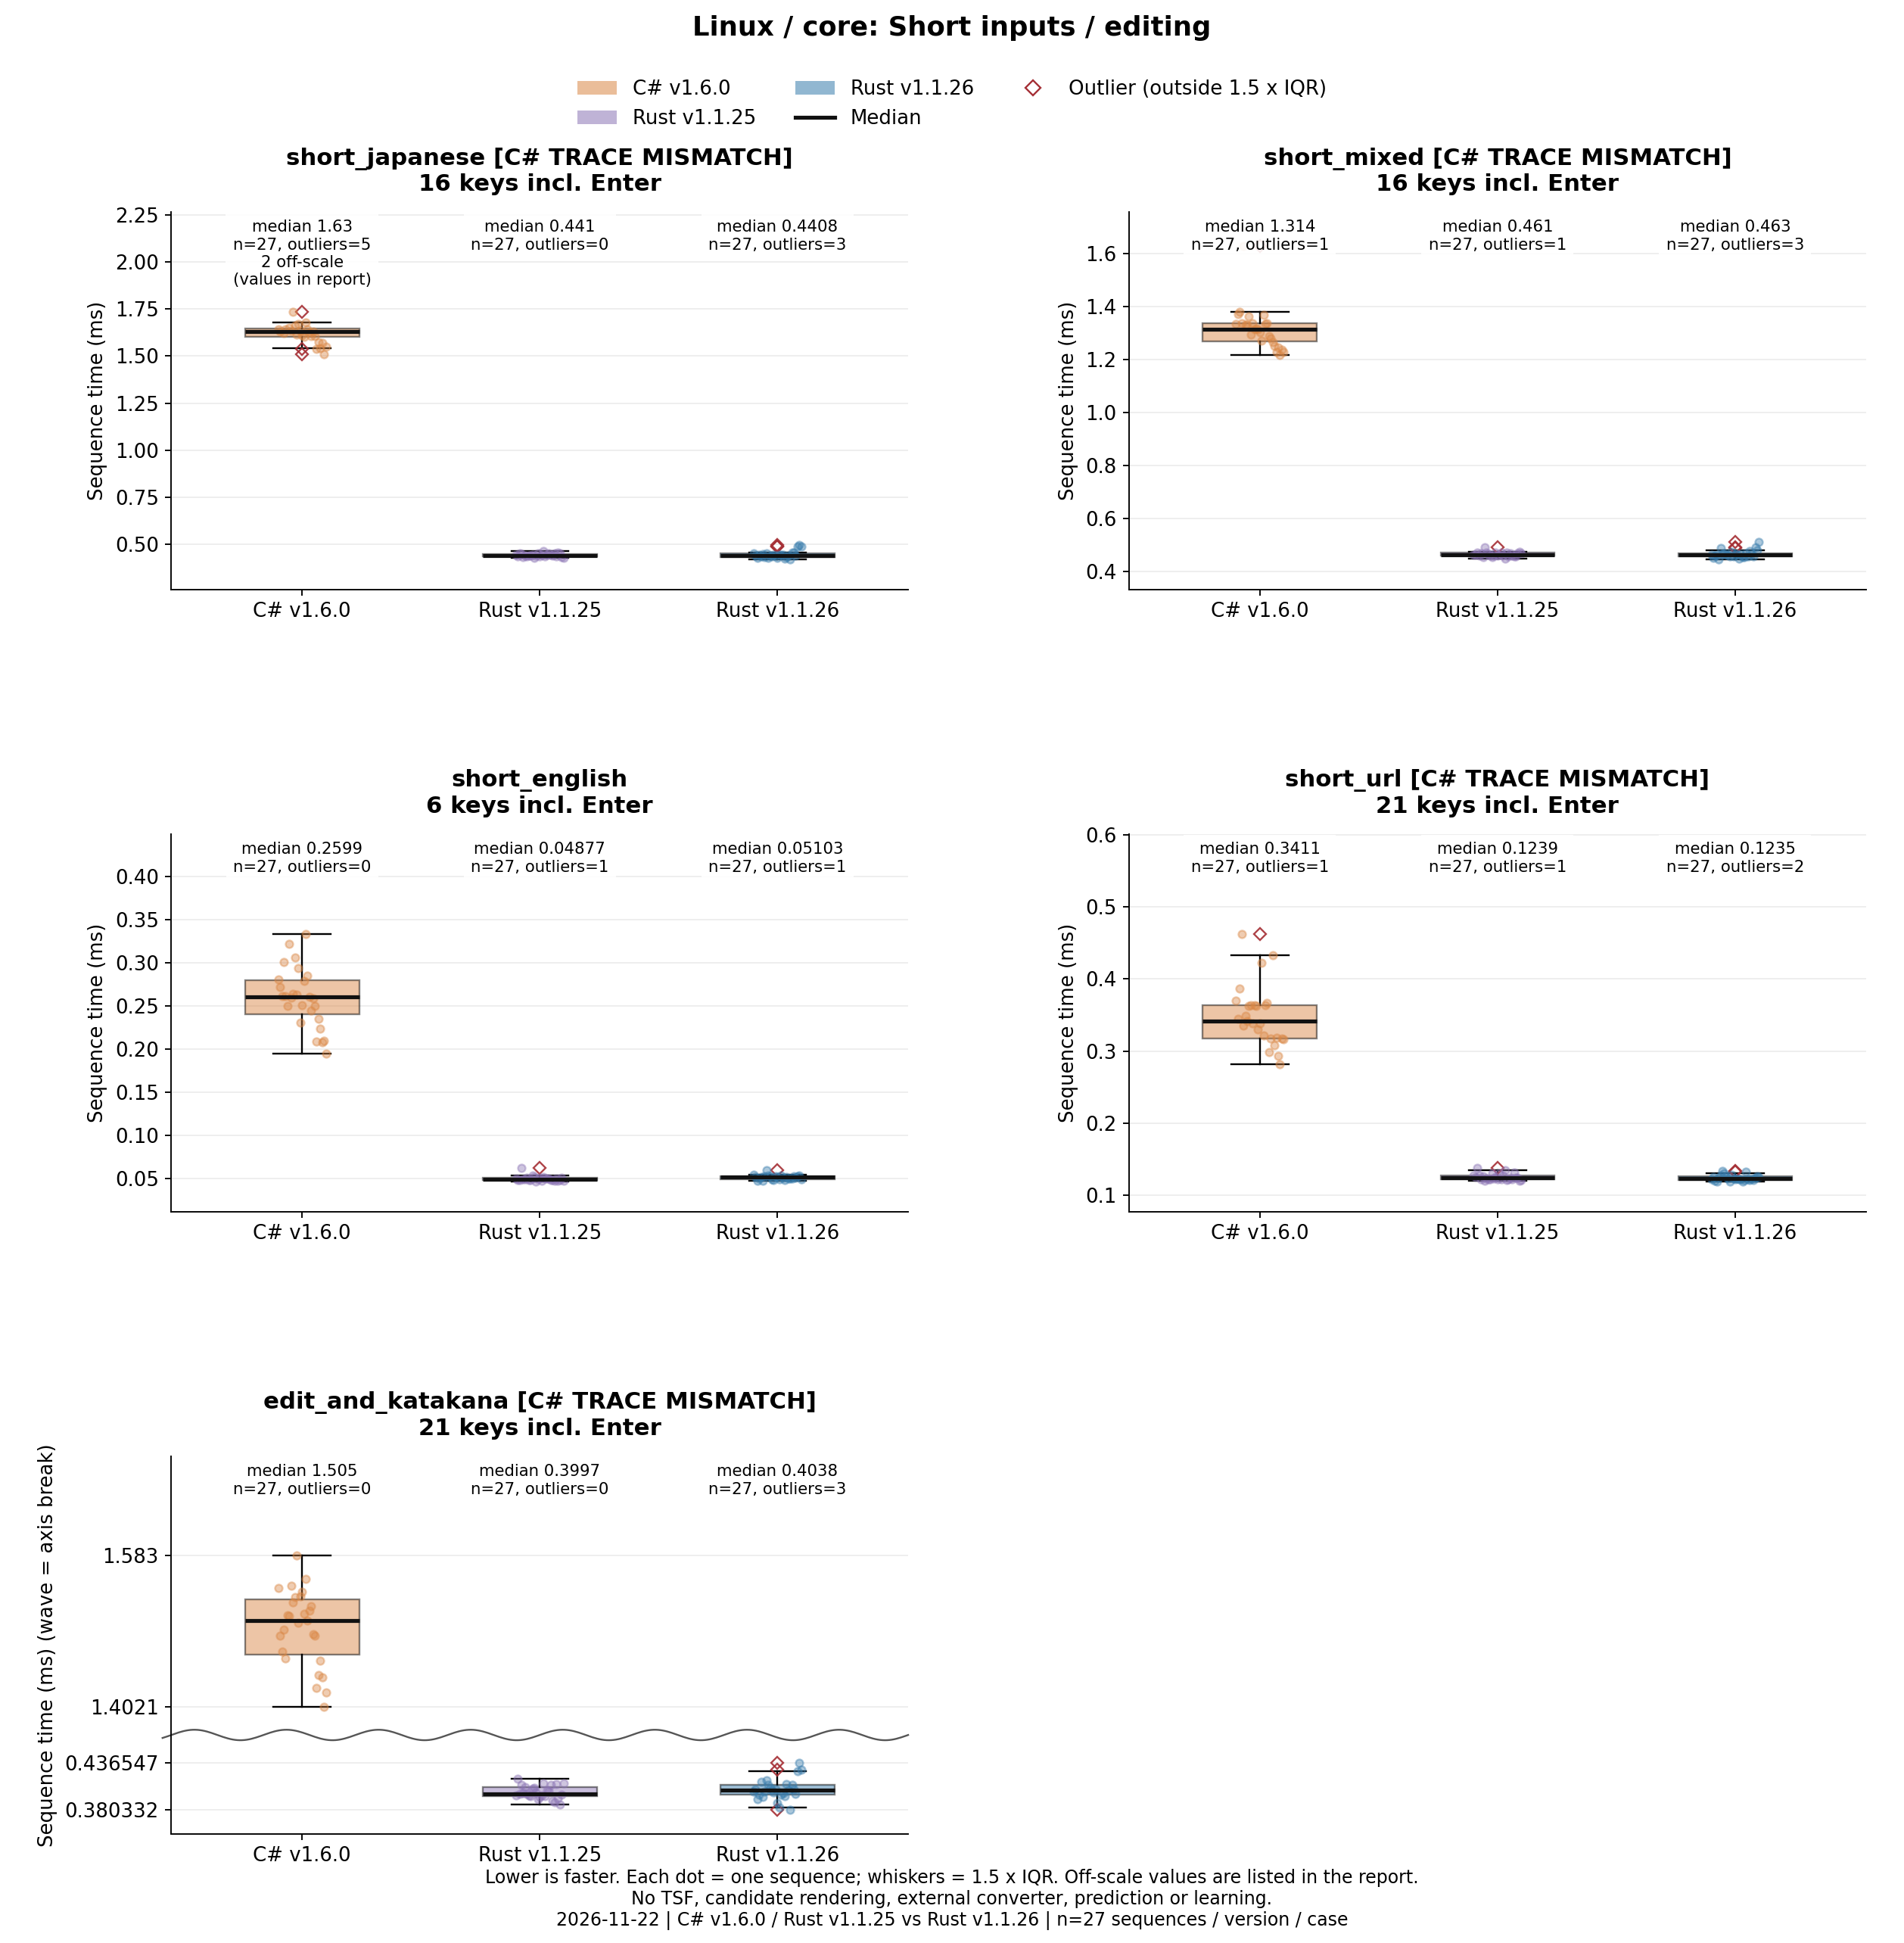 Linux / core: Short inputs / editing
C# v1.6.0
Rust v1.1.25
Rust v1.1.26
Median
Outlier (outside 1.5 x IQR)
short_japanese [C# TRACE MISMATCH]
16 keys incl. Enter
Sequence time (ms)
2.25
2.00
1.75
1.50
1.25
1.00
0.75
0.50
median 1.63
n=27, outliers=5
2 off-scale
(values in report)
median 0.441
n=27, outliers=0
median 0.4408
n=27, outliers=3
C# v1.6.0
Rust v1.1.25
Rust v1.1.26
short_mixed [C# TRACE MISMATCH]
16 keys incl. Enter
Sequence time (ms)
1.6
1.4
1.2
1.0
0.8
0.6
0.4
median 1.314
n=27, outliers=1
median 0.461
n=27, outliers=1
median 0.463
n=27, outliers=3
C# v1.6.0
Rust v1.1.25
Rust v1.1.26
short_english
6 keys incl. Enter
Sequence time (ms)
0.40
0.35
0.30
0.25
0.20
0.15
0.10
0.05
median 0.2599
n=27, outliers=0
median 0.04877
n=27, outliers=1
median 0.05103
n=27, outliers=1
C# v1.6.0
Rust v1.1.25
Rust v1.1.26
short_url [C# TRACE MISMATCH]
21 keys incl. Enter
Sequence time (ms)
0.6
0.5
0.4
0.3
0.2
0.1
median 0.3411
n=27, outliers=1
median 0.1239
n=27, outliers=1
median 0.1235
n=27, outliers=2
C# v1.6.0
Rust v1.1.25
Rust v1.1.26
edit_and_katakana [C# TRACE MISMATCH]
21 keys incl. Enter
Sequence time (ms) (wave = axis break)
1.583
1.4021
0.436547
0.380332
median 1.505
n=27, outliers=0
median 0.3997
n=27, outliers=0
median 0.4038
n=27, outliers=3
C# v1.6.0
Rust v1.1.25
Rust v1.1.26
Lower is faster. Each dot = one sequence; whiskers = 1.5 x IQR. Off-scale values are listed in the report.
No TSF, candidate rendering, external converter, prediction or learning.
2026-11-22 | C# v1.6.0 / Rust v1.1.25 vs Rust v1.1.26 | n=27 sequences / version / case